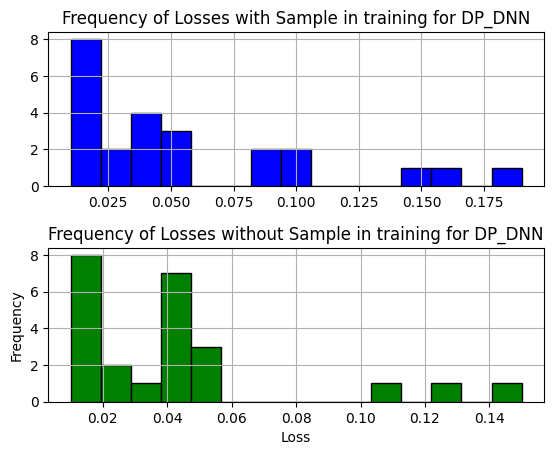 Frequency of Losses with Sample in training for DP_DNN
8
6
4
2
0
0.025 0.050 0.075 0.100 0.125 0.150 0.175
Frequency of Losses without Sample in training for DP_DNN
Frequency
8
6
4
2
0
0.02 0.04 0.06 0.08 0.10 0.12 0.14
Loss